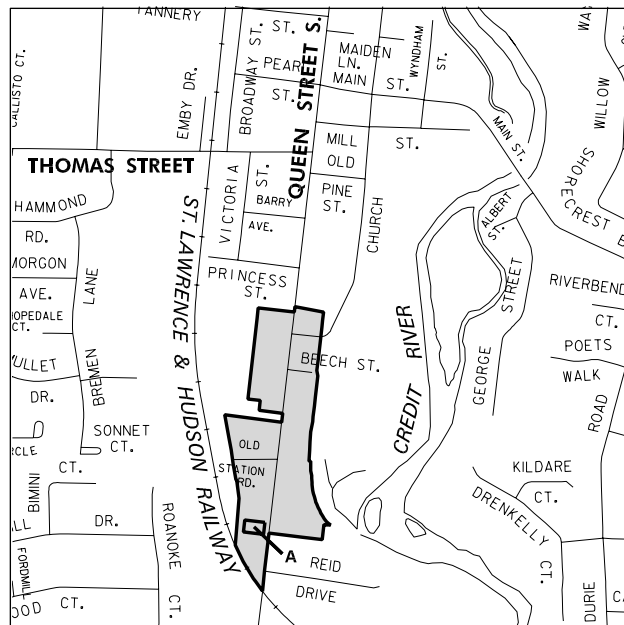 TANNERY
ST.
MAIDEN
LN.
PEARL
MAIN
ST.
ST.
WYNDHAM
ST.
BROADWAY ST.
QUEEN STREET S.
EMBY DR.
CALLISTO CT.
WILLOW
MAIN ST.
MILL
ST.
OLD
THOMAS STREET
VICTORIA
ST.
BARRY
AVE.
PINE
ST.
CHURCH
SHORECREST
ALBERT
ST.
HAMMOND
RD.
MORGON
AVE.
HOPEDALE
CT.
LANE
BREMEN
DR.
ST. LAWRENCE & HUDSON RAILWAY
PRINCESS
ST.
BEECH ST.
CREDIT RIVER
GEORGE STREET
RIVERBEND
CT.
POETS
WALK
ROAD
SONNET
CT.
OLD
STATION
RD.
KILDARE
CT.
DRENKELLY
CT.
BIMINI
CT.
DR.
ROANOKE
CT.
FORDMILL
CT.
A
REID
DRIVE
DURIE